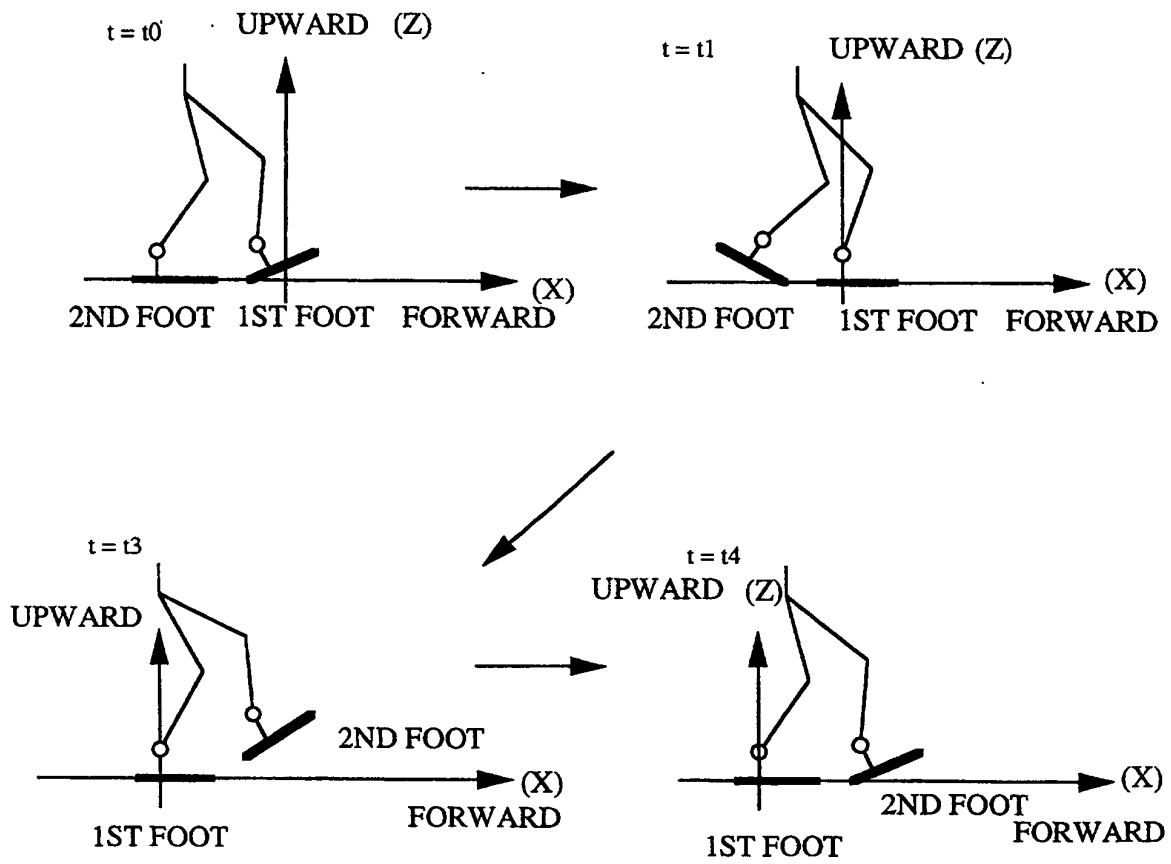 t = t0
UPWARD (Z)
(X)
2ND FOOT 1ST FOOT FORWARD
t = t1
UPWARD (Z)
(X)
2ND FOOT 1ST FOOT FORWARD
t = t3
UPWARD
2ND FOOT
(X)
FORWARD
1ST FOOT
t = t4
UPWARD (Z)
(X)
2ND FOOT
FORWARD
1ST FOOT